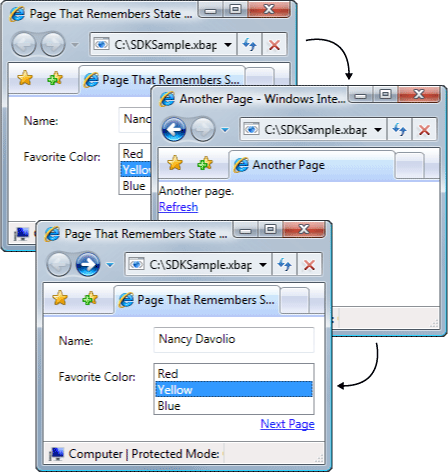 Page That Remembers State ...
C:\SDKSample.xbap
Page That Remembers S...
Name:
Favorite Color:
Red
Blue
Another Page - Windows Inte...
C:\SDKSample.xbap
Another Page
Another page.
Refresh
Page That Remembers State ...
C:\SDKSample.xbap
Page That Remembers S...
Name: Nancy Davolio
Favorite Color:
Red
Yellow
Blue
Next Page
Computer | Protected Mode: